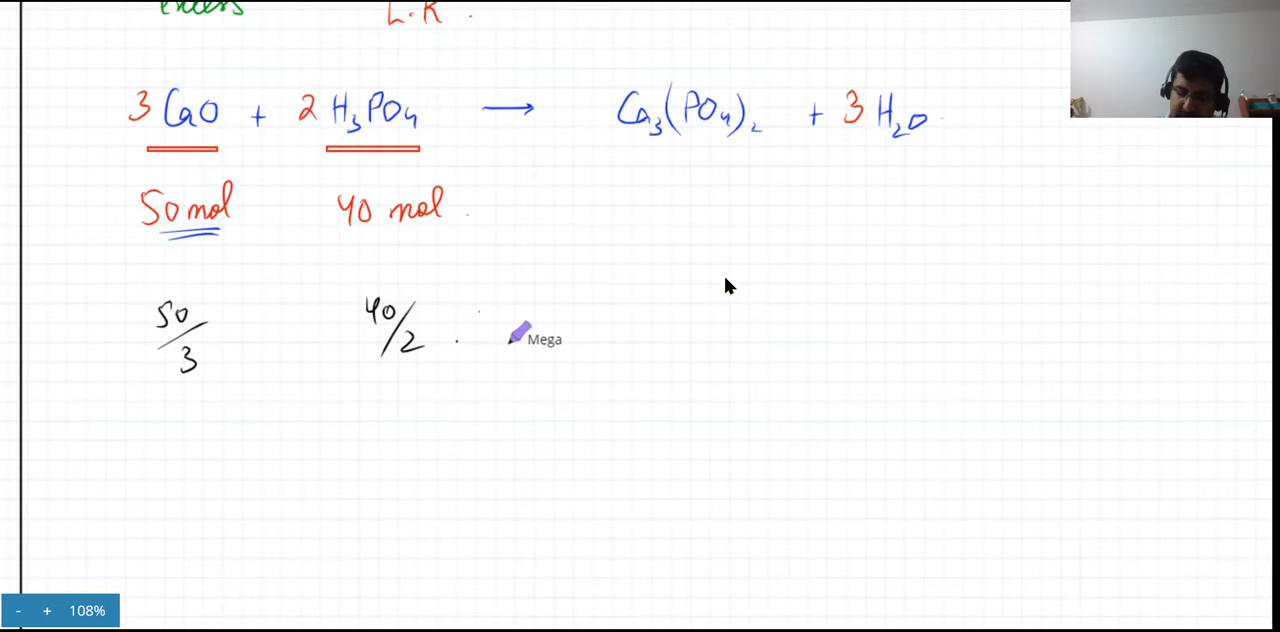 excess L.R.
3 CaO + 2 H₃PO₄ → Ca₃(PO₄)₂ + 3 H₂O
50 mol 40 mol
50/3 40/2 Mega
- + 108%